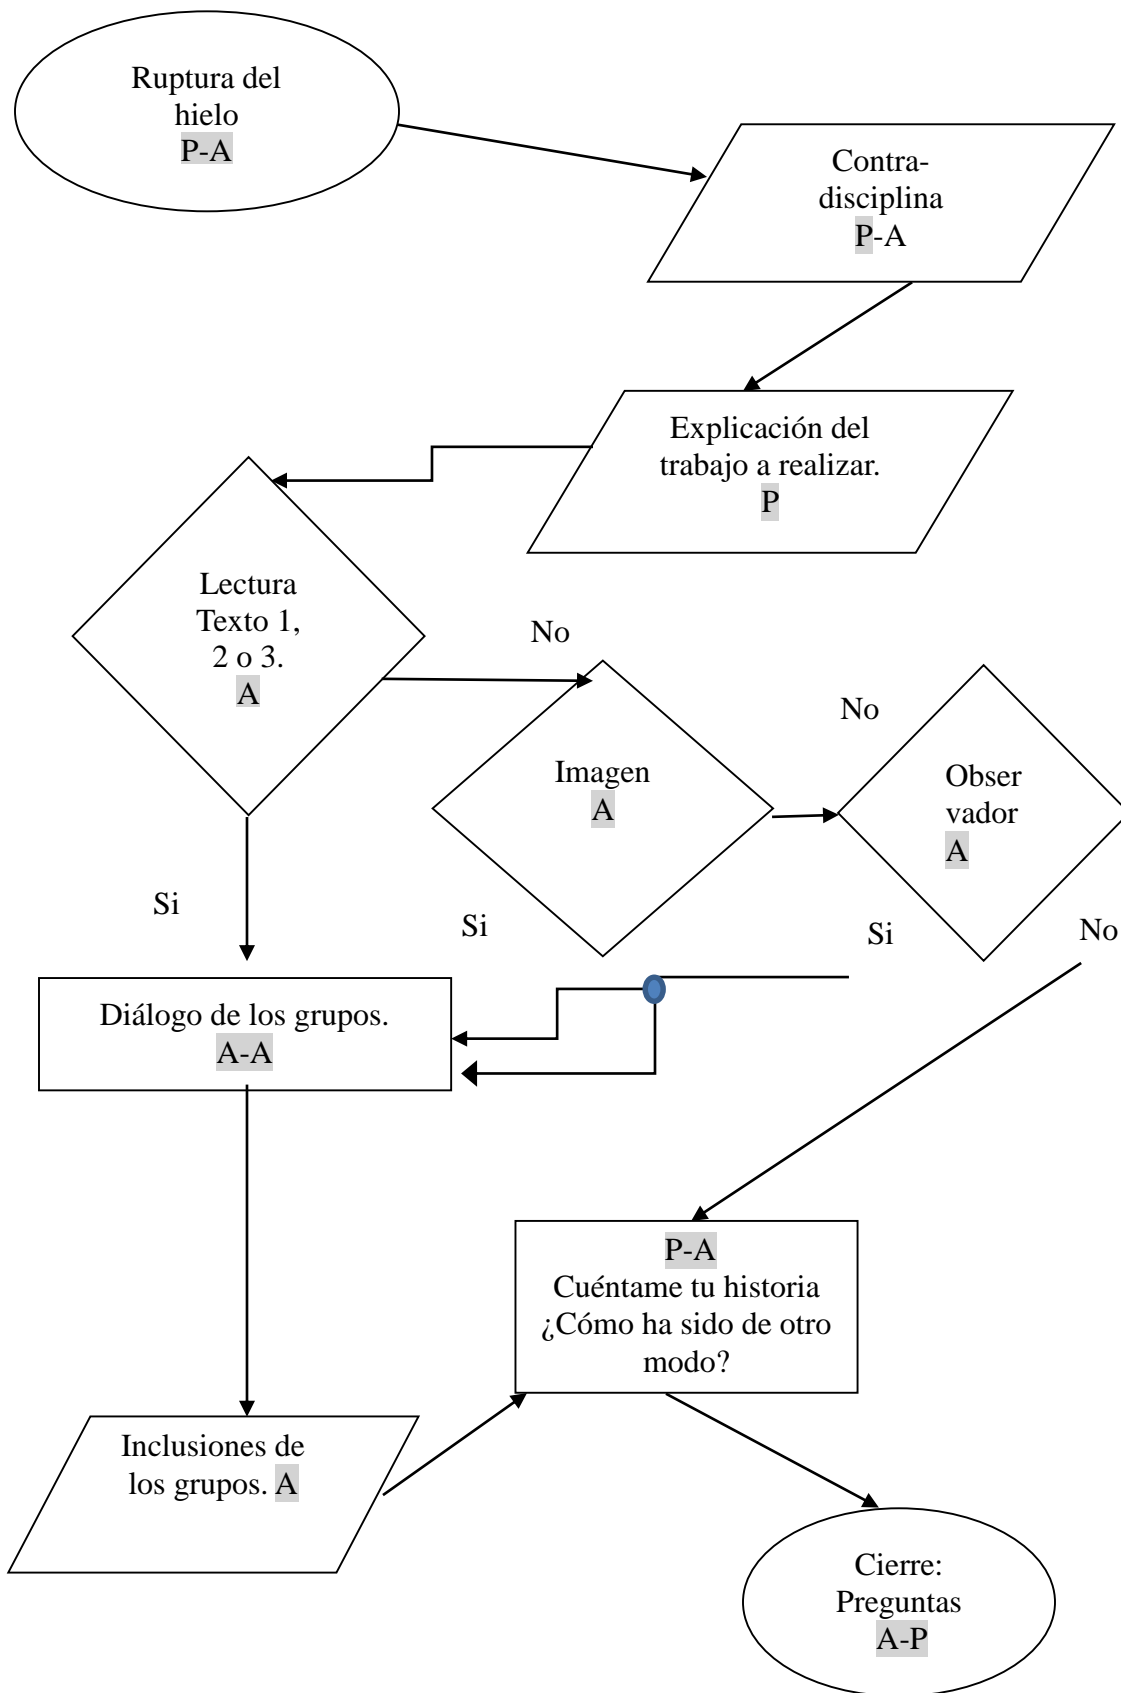 Ruptura del
hielo
P-A
Contra-
disciplina
P-A
Explicación del
trabajo a realizar.
P
Lectura
Texto 1,
2 o 3.
A
No
Imagen
A
No
Obser
vador
A
Si
Si
Si
No
Diálogo de los grupos.
A-A
P-A
Cuéntame tu historia
¿Cómo ha sido de otro
modo?
Inclusiones de
los grupos. A
Cierre:
Preguntas
A-P